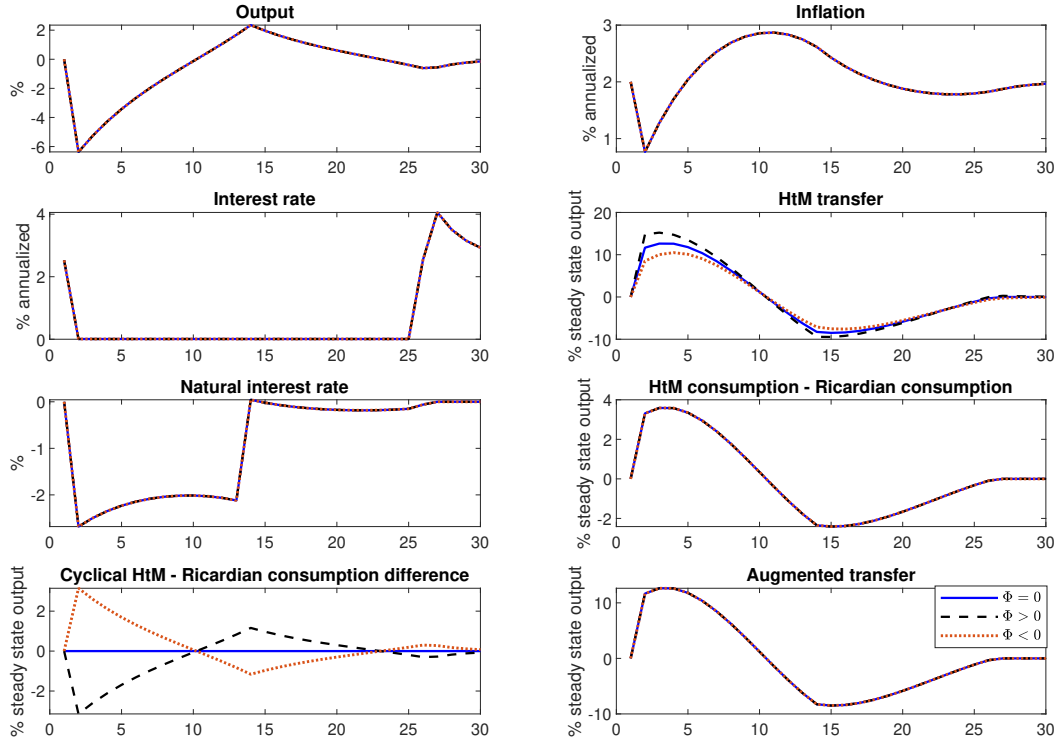 Output
%
2
0
-2
-4
-6
0 5 10 15 20 25 30
Inflation
% annualized
3
2
1
0 5 10 15 20 25 30
Interest rate
% annualized
4
2
0
0 5 10 15 20 25 30
HtM transfer
% steady state output
20
10
0
-10
0 5 10 15 20 25 30
Natural interest rate
%
0
-1
-2
0 5 10 15 20 25 30
HtM consumption - Ricardian consumption
% steady state output
4
2
0
-2
0 5 10 15 20 25 30
Cyclical HtM - Ricardian consumption difference
% steady state output
2
0
-2
0 5 10 15 20 25 30
Augmented transfer
% steady state output
10
0
-10
0 5 10 15 20 25 30
Φ = 0
Φ > 0
Φ < 0